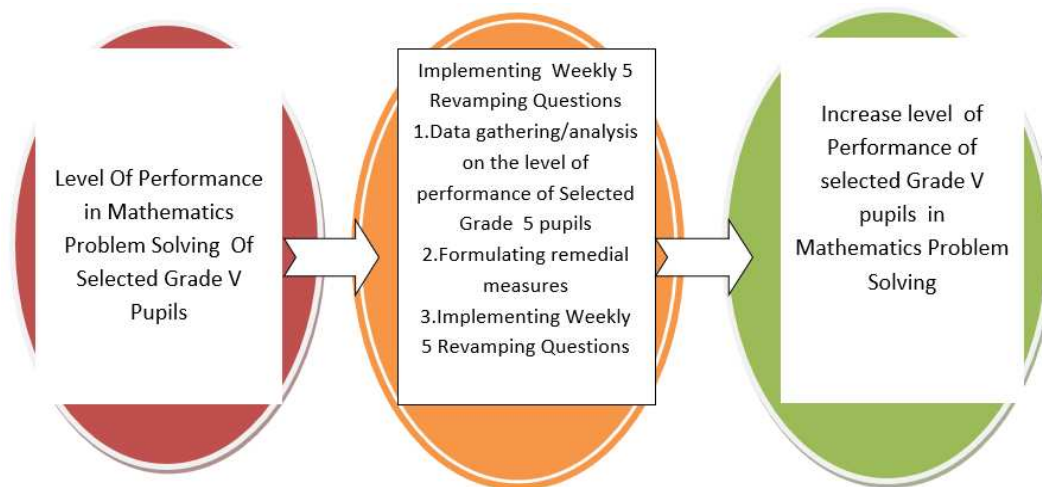 Level Of Performance
in Mathematics
Problem Solving Of
Selected Grade V
Pupils
Implementing Weekly 5
Revamping Questions
1.Data gathering/analysis
on the level of
performance of Selected
Grade 5 pupils
2.Formulating remedial
measures
3.Implementing Weekly
5 Revamping Questions
Increase level of
Performance of
selected Grade V
pupils in
Mathematics Problem
Solving